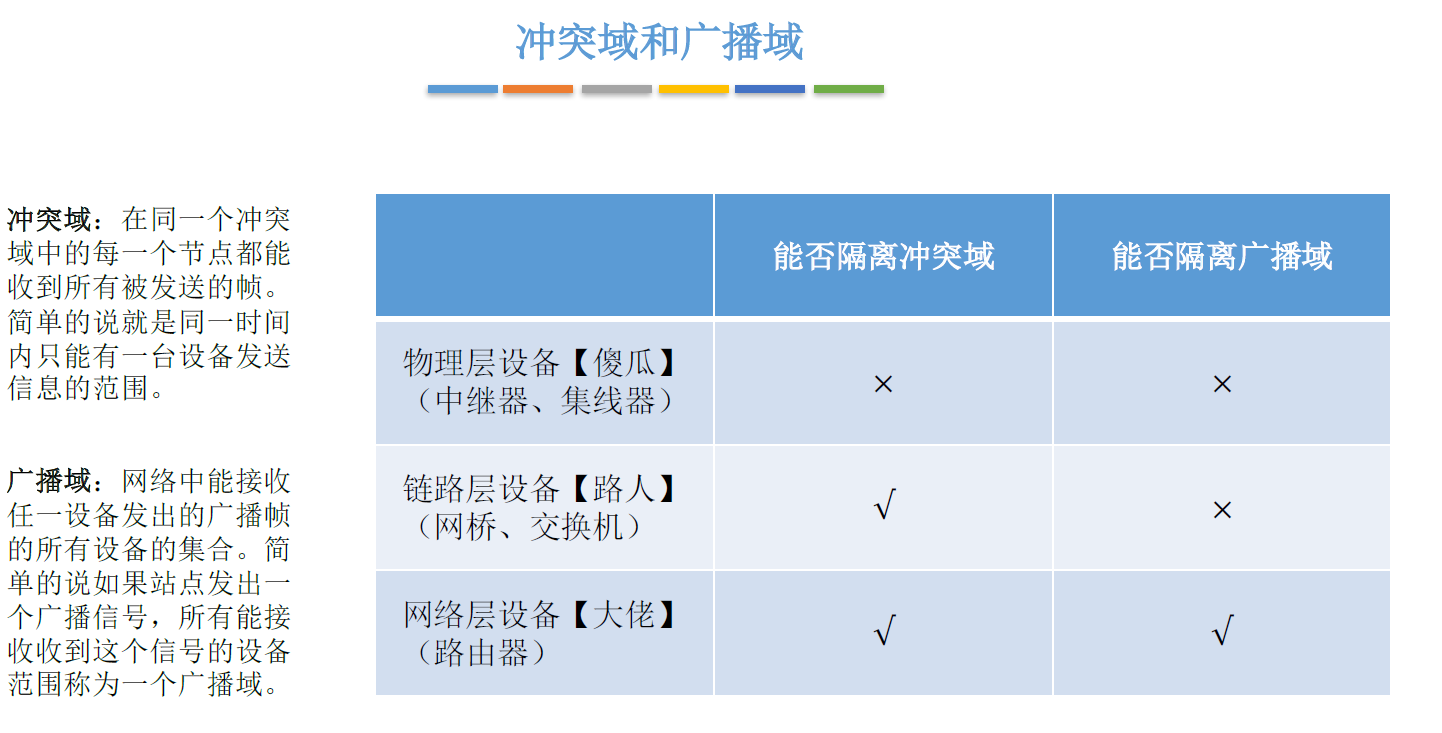 冲突域和广播域
冲突域：在同一个冲突
域中的每一个节点都能
收到所有被发送的帧。
简单的说就是同一时间
内只能有一台设备发送
信息的范围。
广播域：网络中能接收
任一设备发出的广播帧
的所有设备的集合。简
单的说如果站点发出一
个广播信号，所有能接
收收到这个信号的设备
范围称为一个广播域。
能否隔离冲突域
能否隔离广播域
物理层设备【傻瓜】
（中继器、集线器）
×
×
链路层设备【路人】
（网桥、交换机）
√
×
网络层设备【大佬】
（路由器）
√
√